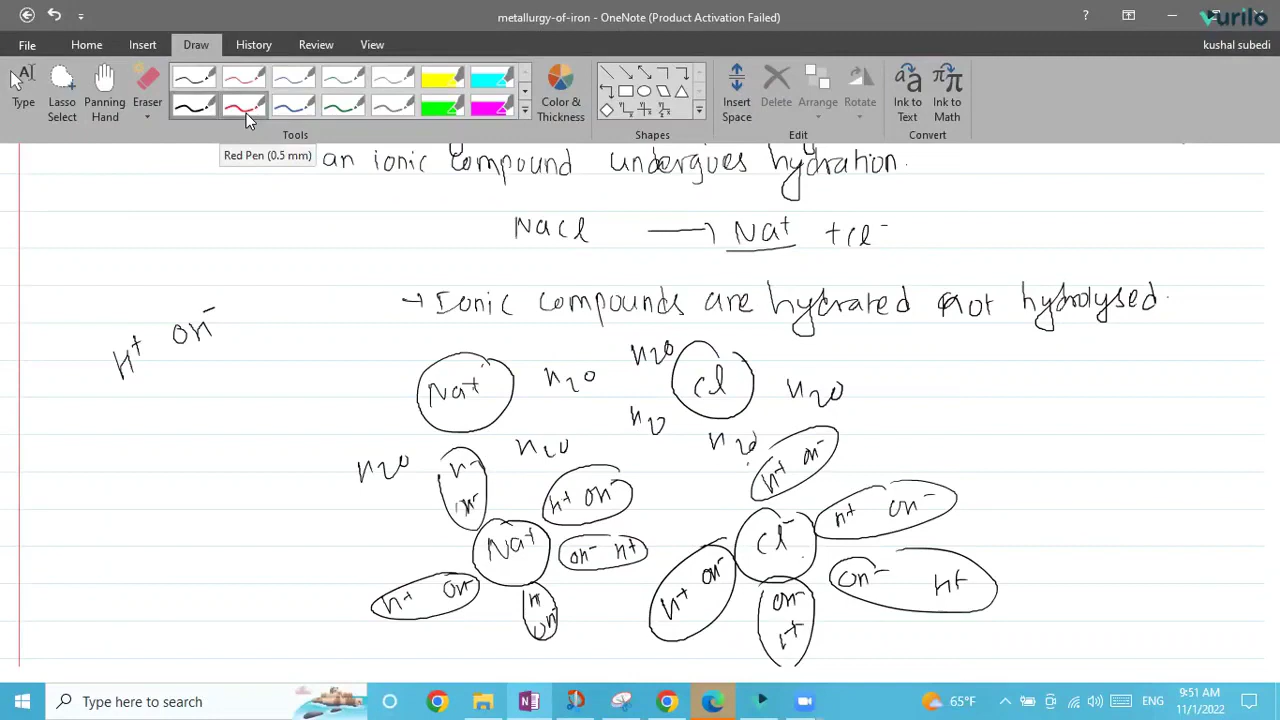 metallurgy-of-iron - OneNote (Product Activation Failed)
?
Vurilo
File Home Insert Draw History Review View
kushal subedi
Type
Lasso Select
Panning Hand
Eraser
Color & Thickness
Insert Space
Delete
Arrange
Rotate
Ink to Text
Ink to Math
Tools
Shapes
Edit
Convert
Red Pen (0.5 mm)
an ionic compound undergoes hydration.
NaCl → Na+ + Cl-
→ Ionic compounds are hydrated not hydrolysed.
H+ OH-
Na+ H2O H2O Cl- H2O
H2O H2O H2O H2O
H+ OH-
H+ OH-
H+ OH-
Na+
OH- H+
H+ OH-
H+ OH-
Cl-
H+ OH-
OH- H+
H+ OH-
OH- H+
Type here to search
65°F
ENG
9:51 AM
11/1/2022